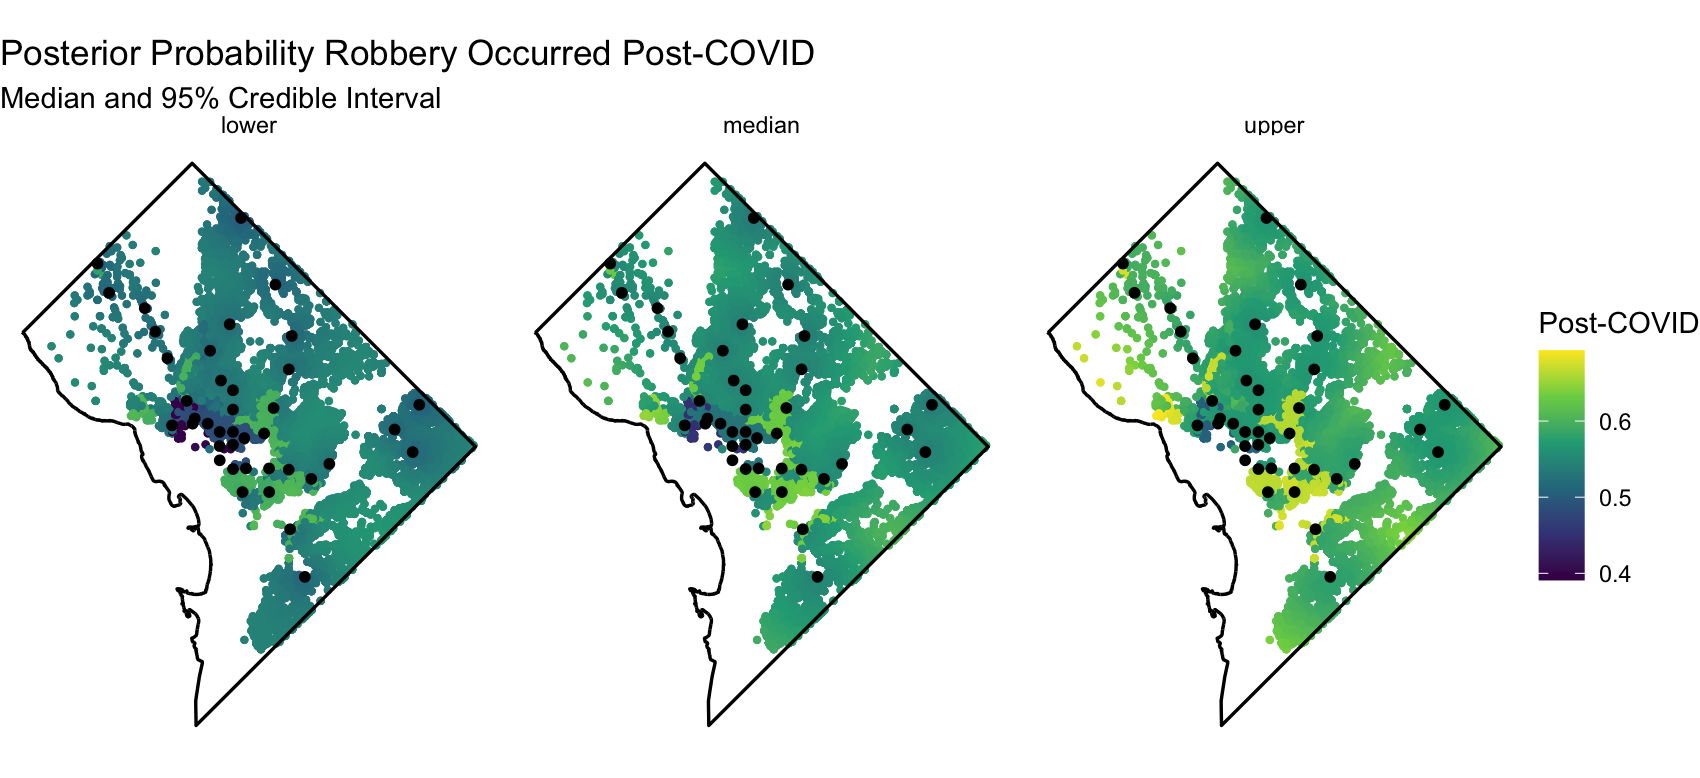 Posterior Probability Robbery Occurred Post-COVID
Median and 95% Credible Interval
lower
median
upper
Post-COVID
0.6
0.5
0.4